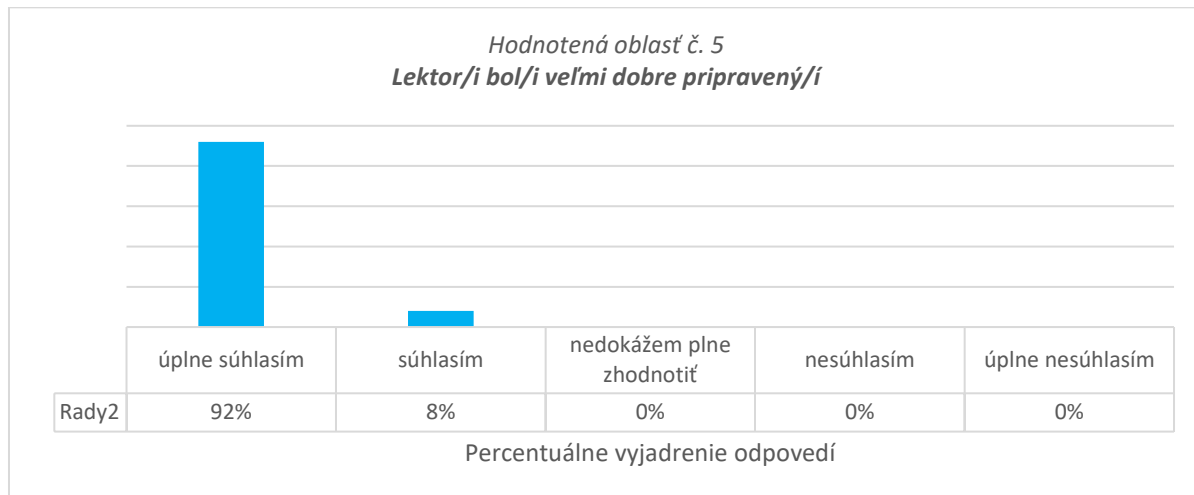 Hodnotená oblasť č. 5
Lektor/i bol/i veľmi dobre pripravený/í
úplne súhlasím súhlasím nedokážem plne zhodnotiť nesúhlasím úplne nesúhlasím
Rady2 92% 8% 0% 0% 0%
Percentuálne vyjadrenie odpovedí